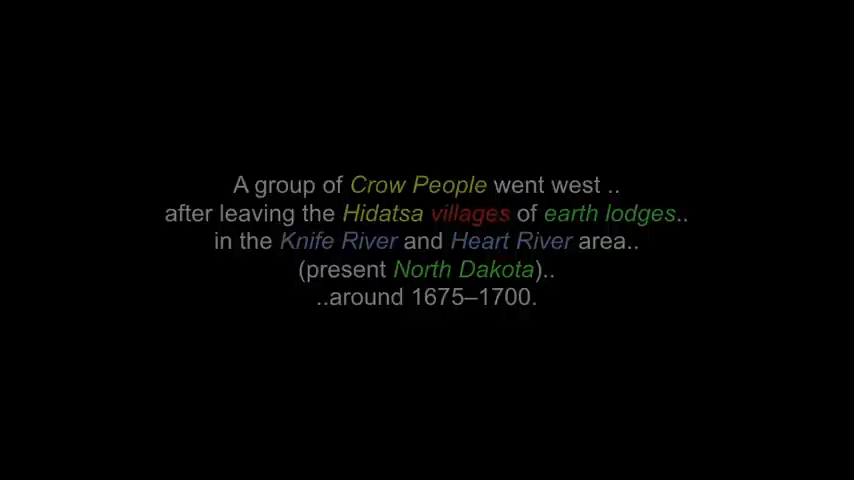 A group of Crow People went west ..
after leaving the Hidatsa villages of earth lodges..
in the Knife River and Heart River area..
(present North Dakota)..
..around 1675–1700.